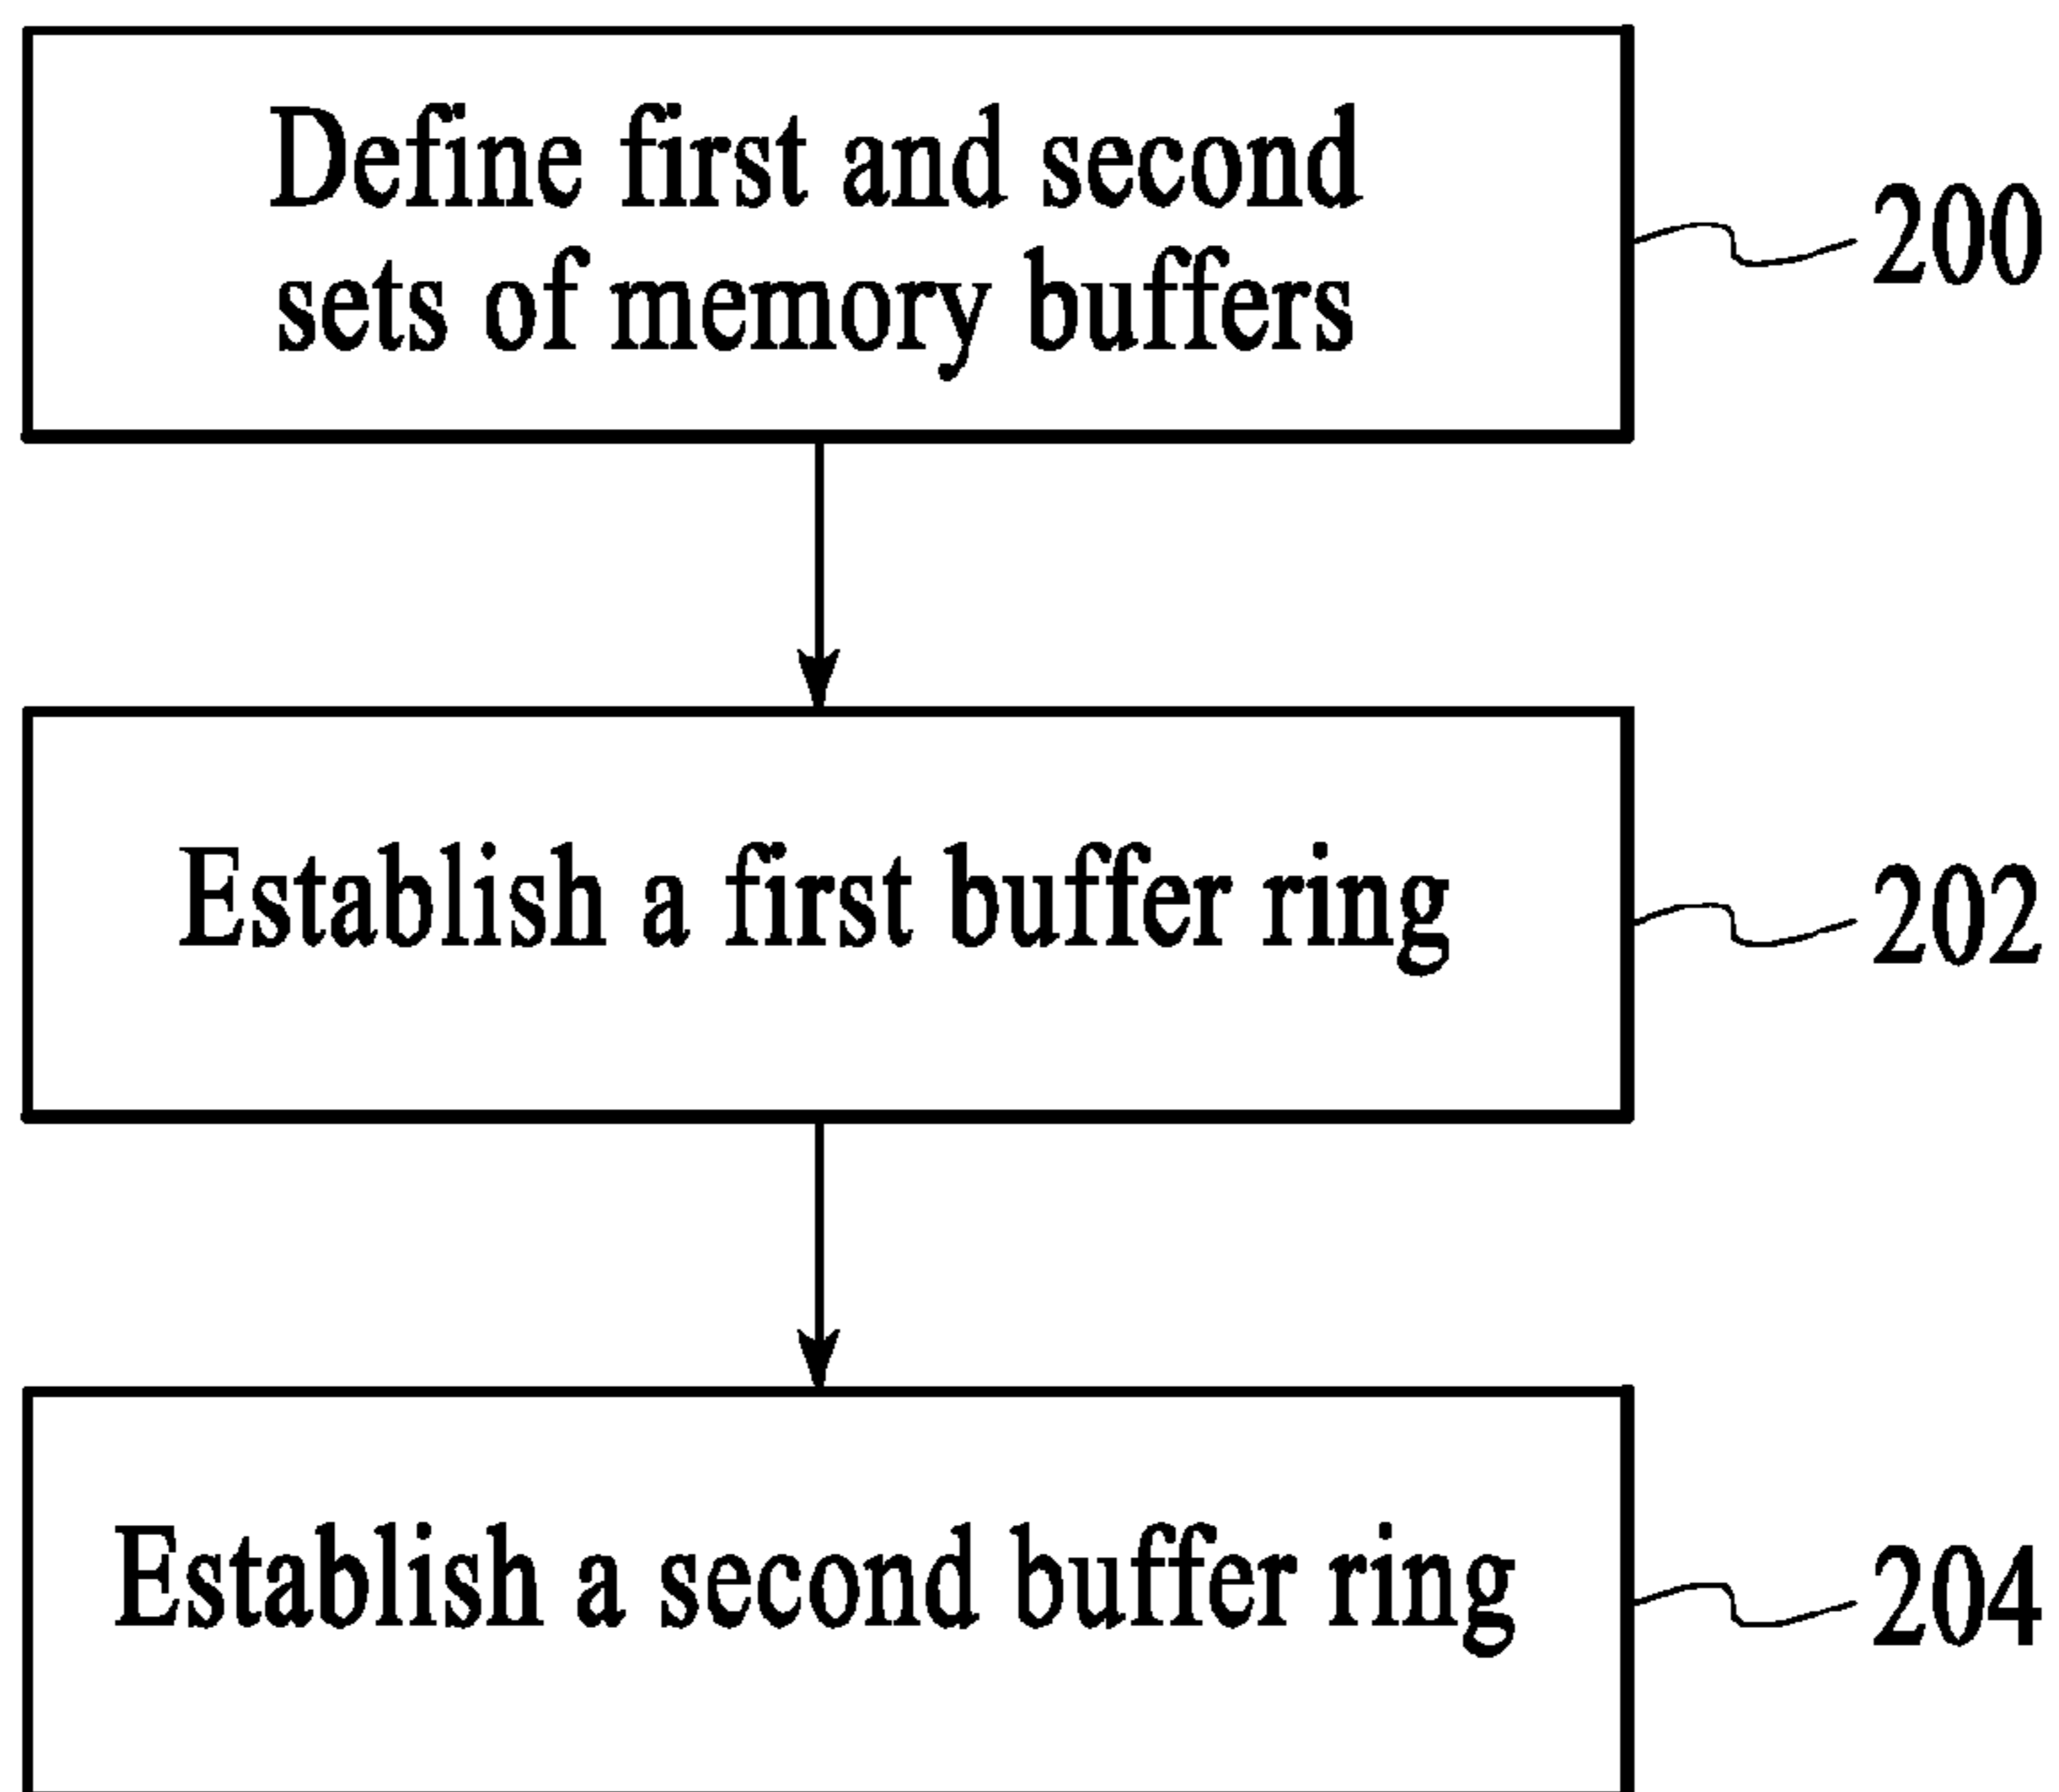 Define first and second
sets of memory buffers
200
Establish a first buffer ring
202
Establish a second buffer ring
204